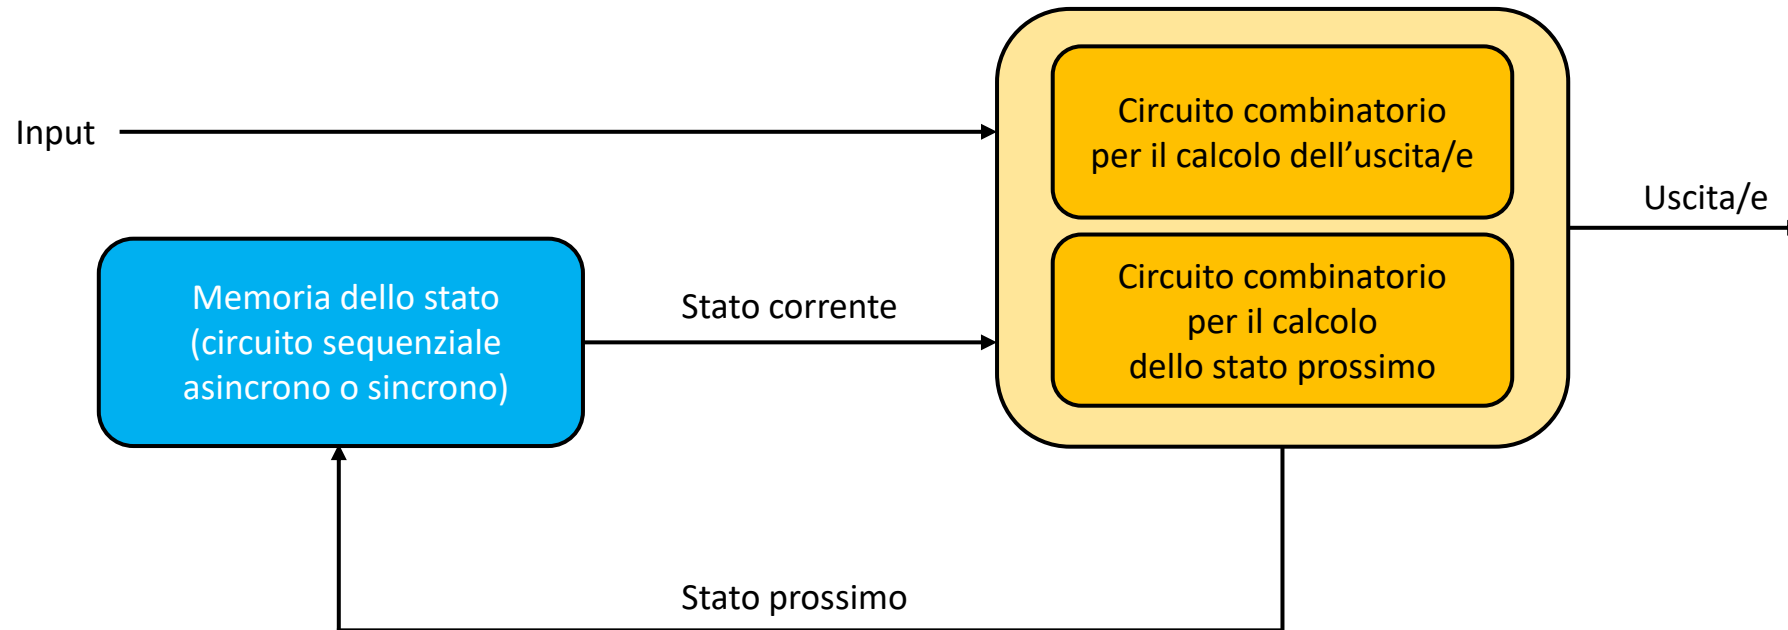 Circuito combinatorio
per il calcolo dell’uscita/e
Input
Uscita/e
Circuito combinatorio
per il calcolo
dello stato prossimo
Memoria dello stato
(circuito sequenziale
asincrono o sincrono)
Stato corrente
Stato prossimo